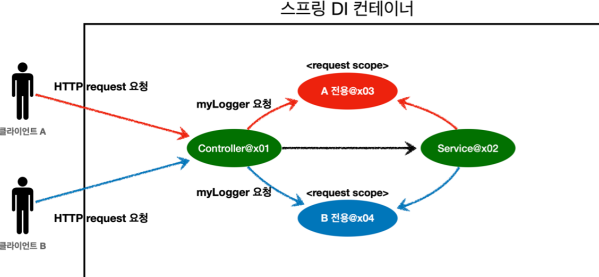 스프링 DI 컨테이너
<request scope>
HTTP request 요청
A 전용@x03
myLogger 요청
클라이언트 A
Controller@x01
Service@x02
myLogger 요청
<request scope>
HTTP request 요청
B 전용@x04
클라이언트 B